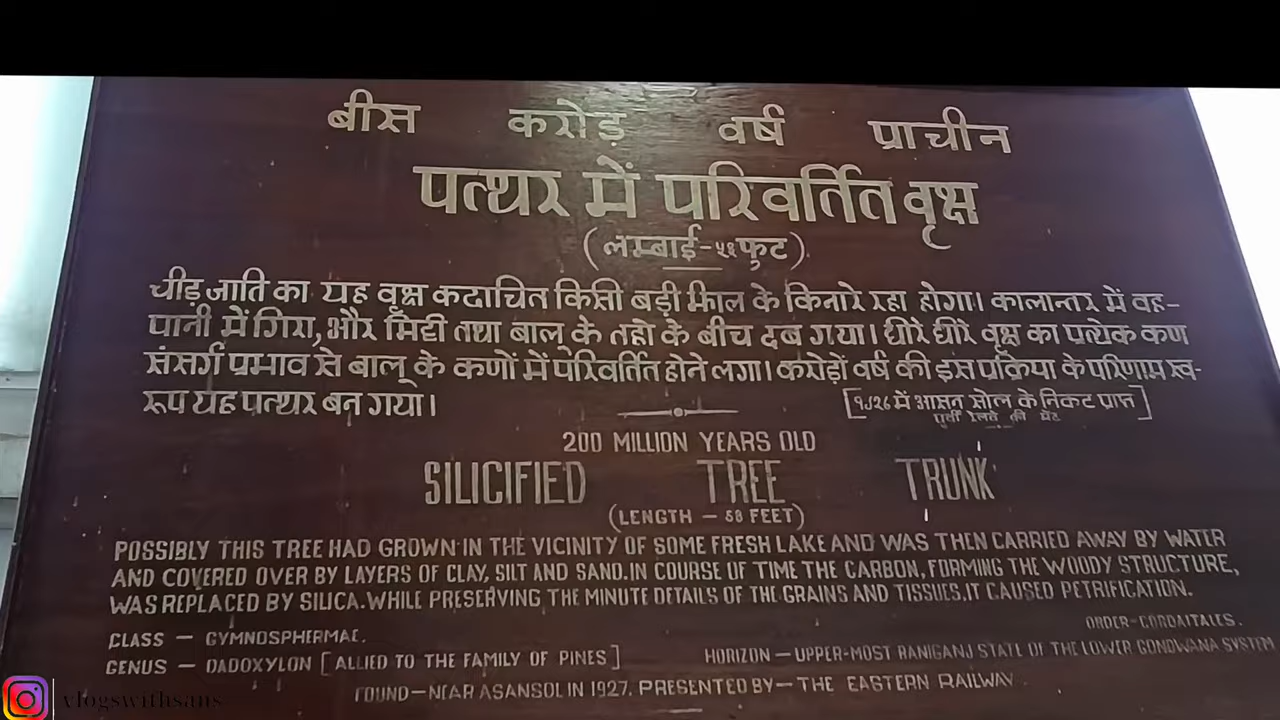 बीस करोड़ वर्ष प्राचीन
पत्थर में परिवर्तित वृक्ष
(लम्बाई-५१ फुट)
चीड़ जाति का यह वृक्ष कदाचित किसी बड़ी झील के किनारे रहा होगा। कालान्तर में वह-
पानी में गिरा, और मिट्टी तथा बालू के तहों के बीच दब गया। धीरे धीरे वृक्ष का प्रत्येक कण
संसर्ग प्रभाव से बालू के कणों में परिवर्तित होने लगा। करोड़ों वर्ष की इस प्रक्रिया के परिणाम स्व-
रूप यह पत्थर बन गया।
[१९२६ में आसन सोल के निकट प्राप्त]
पूर्वी रेलवे की भेंट
200 MILLION YEARS OLD
SILICIFIED TREE TRUNK
(LENGTH - 58 FEET)
POSSIBLY THIS TREE HAD GROWN IN THE VICINITY OF SOME FRESH LAKE AND WAS THEN CARRIED AWAY BY WATER
AND COVERED OVER BY LAYERS OF CLAY, SILT AND SAND. IN COURSE OF TIME THE CARBON, FORMING THE WOODY STRUCTURE,
WAS REPLACED BY SILICA. WHILE PRESERVING THE MINUTE DETAILS OF THE GRAINS AND TISSUES, IT CAUSED PETRIFICATION.
ORDER-CORDAITALES.
CLASS - GYMNOSPHERMAE.
GENUS - DADOXYLON [ALLIED TO THE FAMILY OF PINES]
HORIZON - UPPER-MOST RANIGANJ STATE OF THE LOWER GONDWANA SYSTEM
FOUND-NEAR ASANSOL IN 1927. PRESENTED BY- THE EASTERN RAILWAY.
vlogswithsans